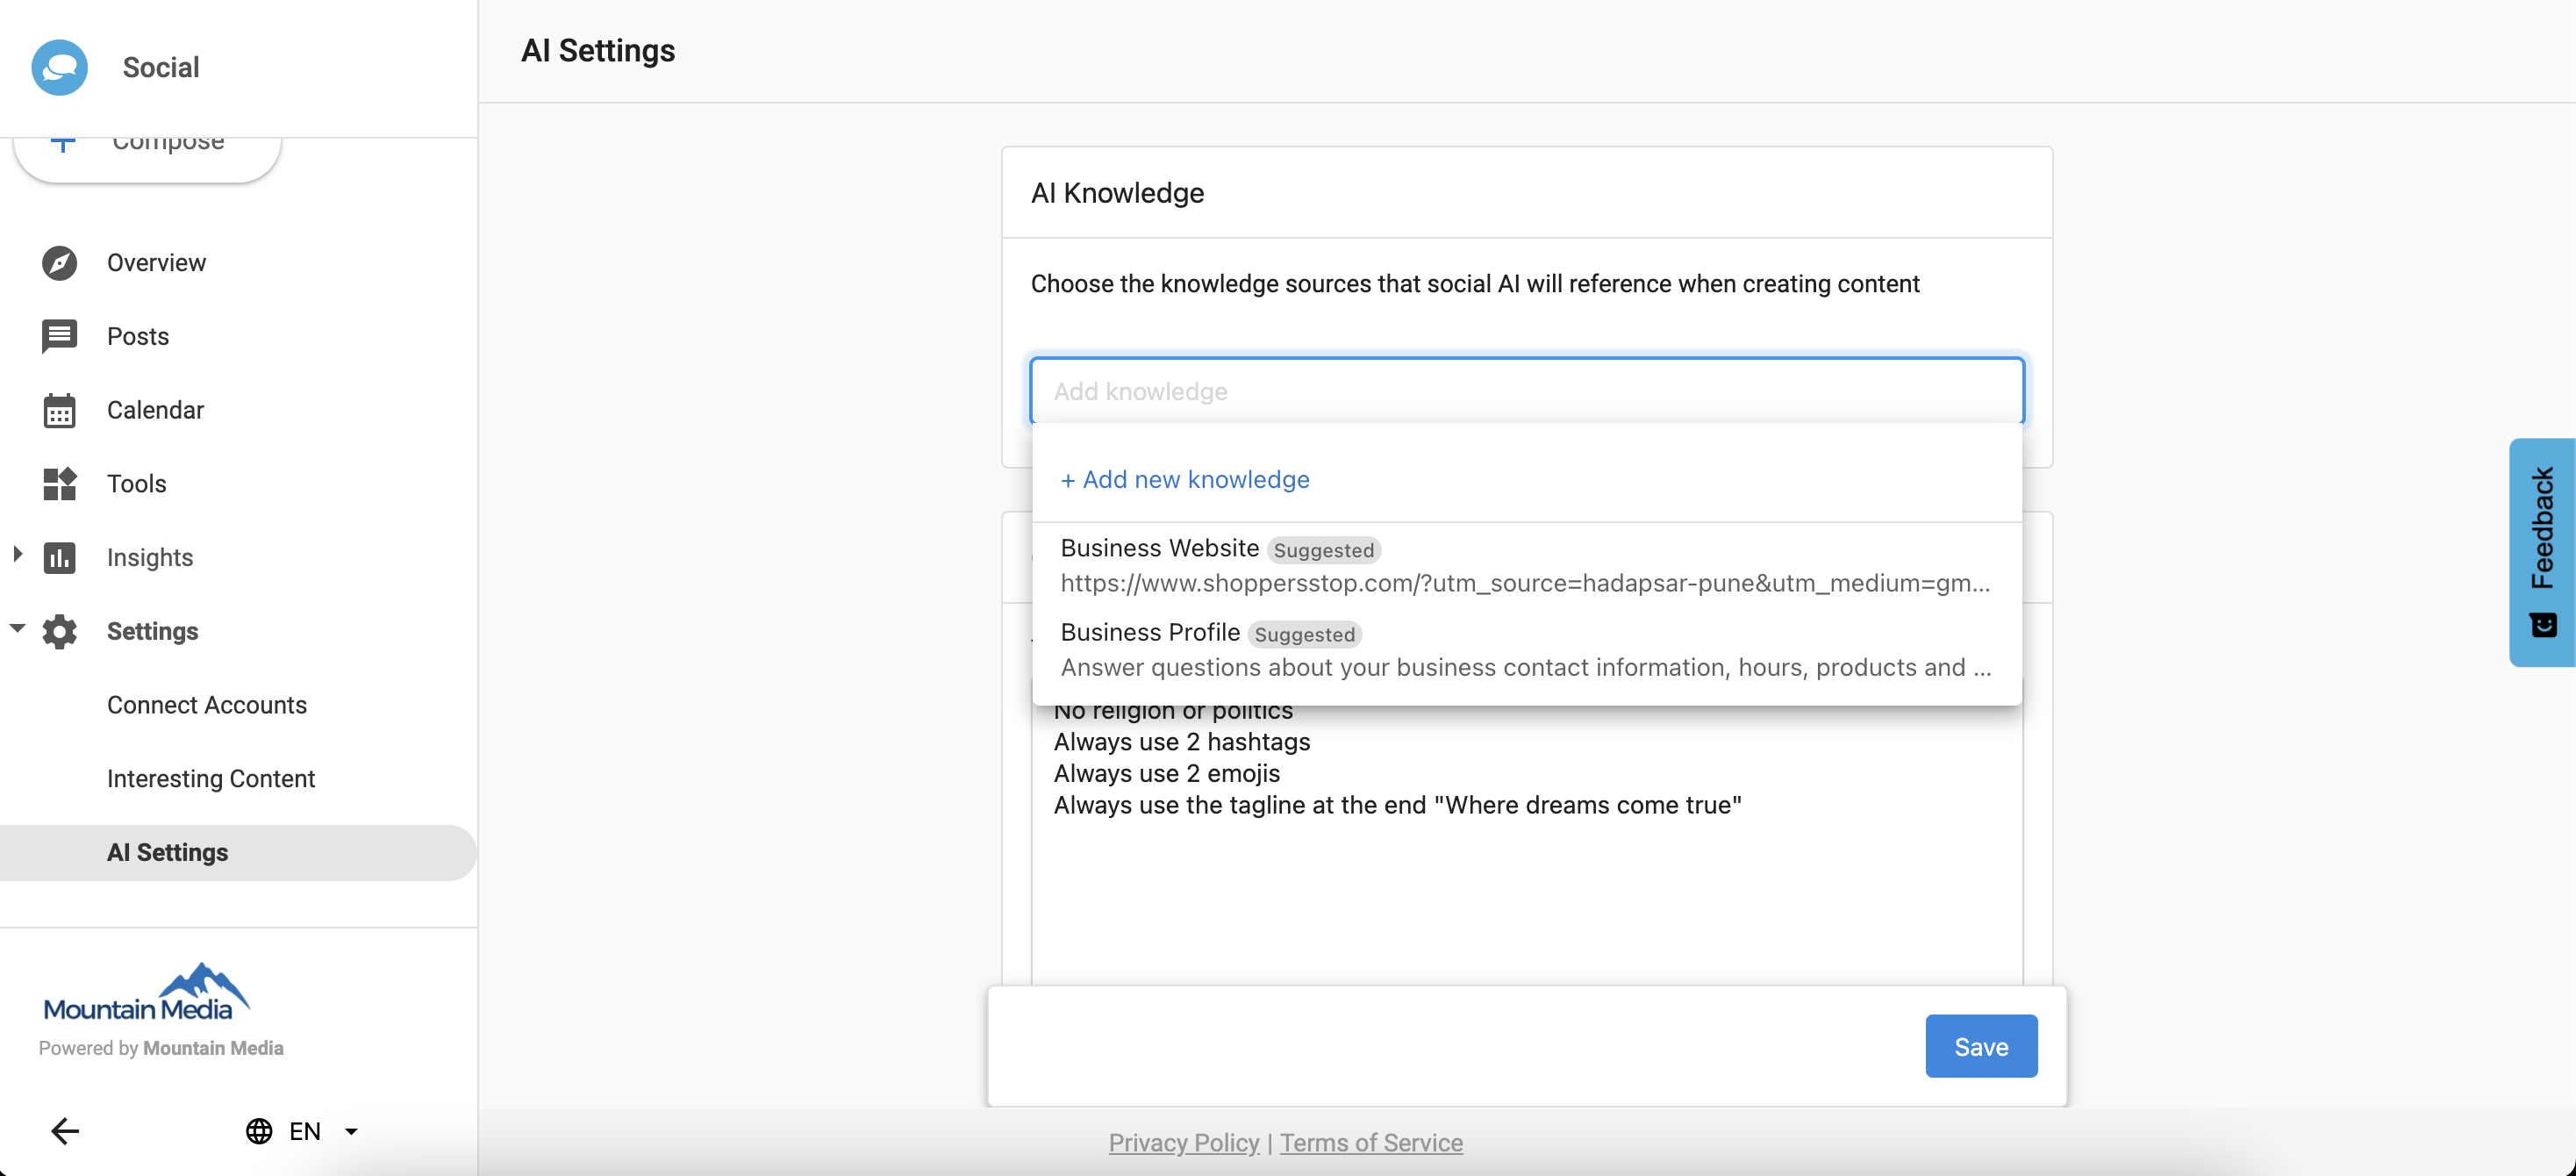 Social
AI Settings
Compose
Overview
Posts
Calendar
Tools
Insights
Settings
Connect Accounts
Interesting Content
AI Settings
Mountain Media
Powered by Mountain Media
EN
AI Knowledge
Choose the knowledge sources that social AI will reference when creating content
Add knowledge
+ Add new knowledge
Business Website Suggested
https://www.shoppersstop.com/?utm_source=hadapsar-pune&utm_medium=gm...
Business Profile Suggested
Answer questions about your business contact information, hours, products and ...
No religion or politics
Always use 2 hashtags
Always use 2 emojis
Always use the tagline at the end "Where dreams come true"
Save
Feedback
Privacy Policy | Terms of Service